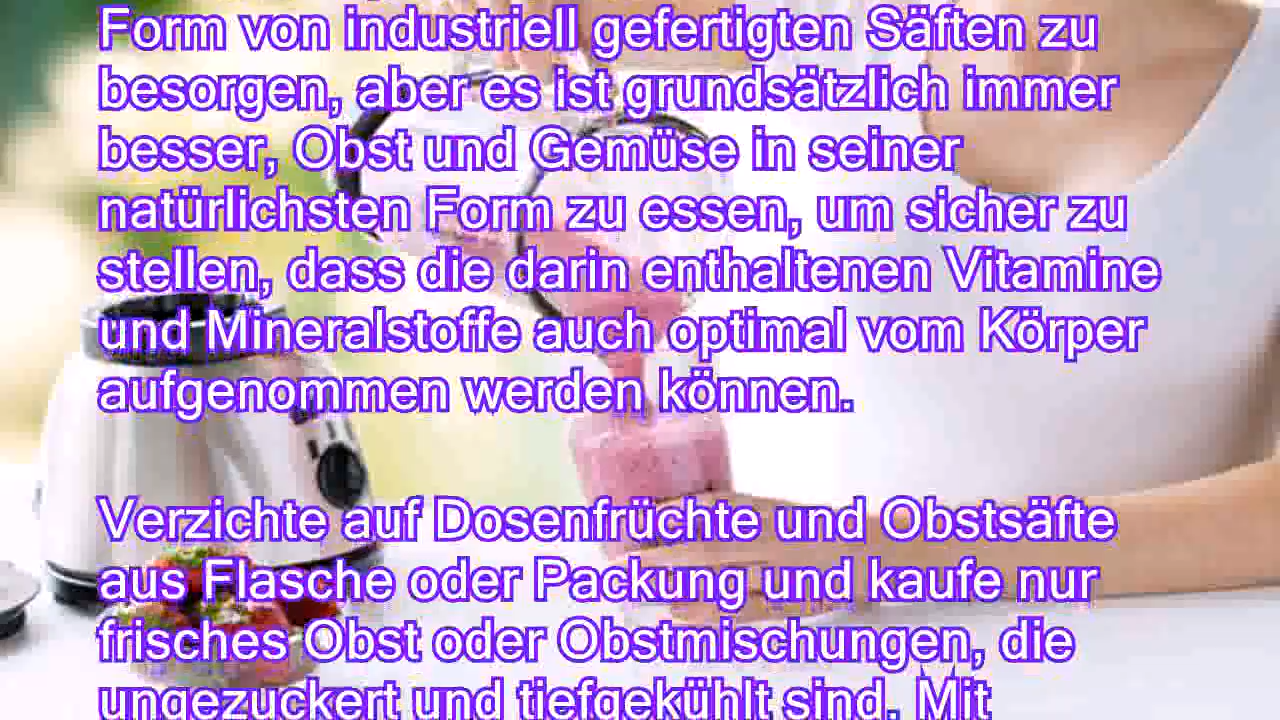 Form von industriell gefertigten Säften zu
besorgen, aber es ist grundsätzlich immer
besser, Obst und Gemüse in seiner
natürlichsten Form zu essen, um sicher zu
stellen, dass die darin enthaltenen Vitamine
und Mineralstoffe auch optimal vom Körper
aufgenommen werden können.
Verzichte auf Dosenfrüchte und Obstsäfte
aus Flasche oder Packung und kaufe nur
frisches Obst oder Obstmischungen, die
ungezuckert und tiefgekühlt sind. Mit